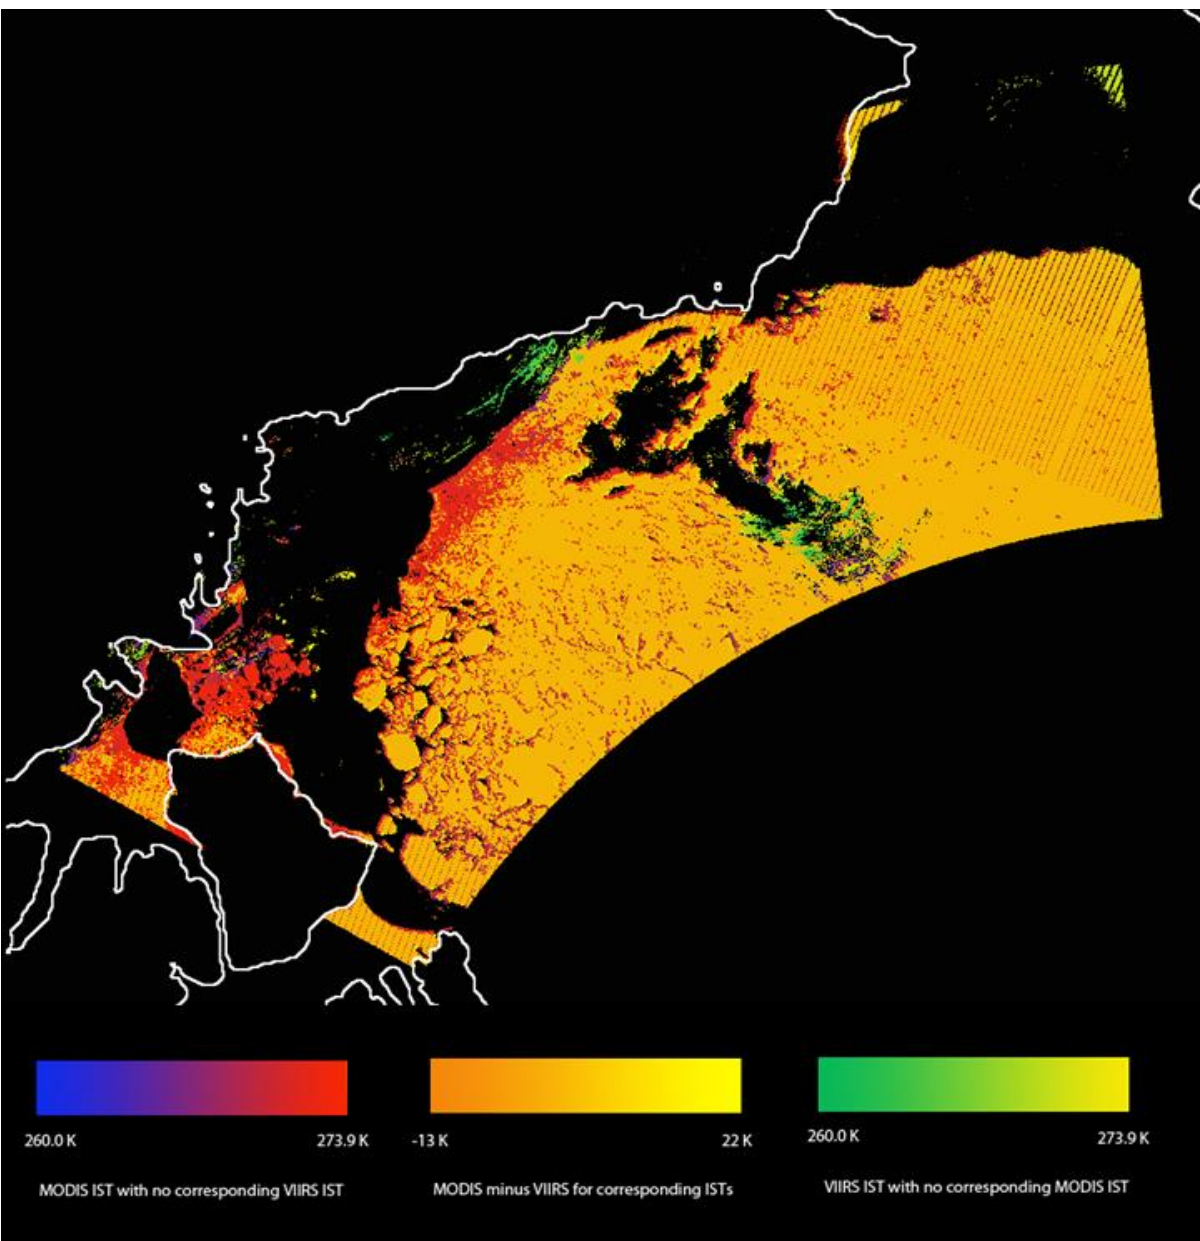 260.0 K 273.9 K
-13 K 22 K
260.0 K 273.9 K
MODIS IST with no corresponding VIIRS IST
MODIS minus VIIRS for corresponding ISTs
VIIRS IST with no corresponding MODIS IST